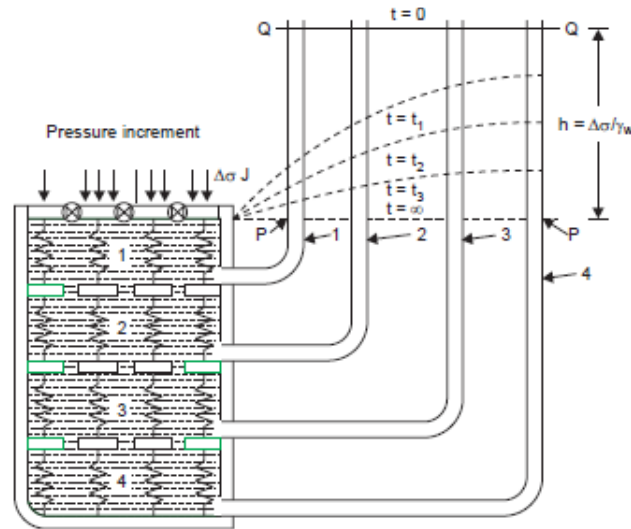 t = 0
Q
Q
t = t₁
h = Δσ/γw
Pressure increment
t = t₂
Δσ J
t = t₃
t = ∞
P
P
1
2
3
4
1
2
3
4